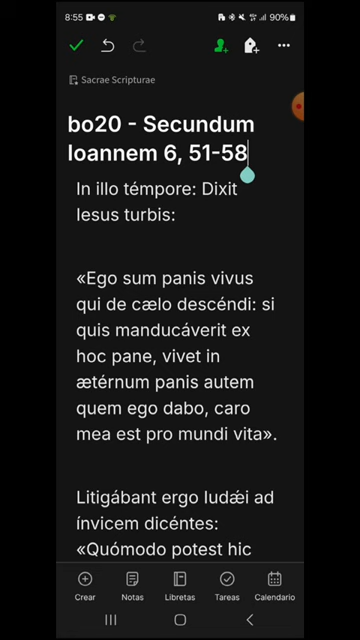 8:55
90%
Sacrae Scripturae
bo20 - Secundum
Ioannem 6, 51-58
In illo témpore: Dixit
Iesus turbis:
«Ego sum panis vivus
qui de cælo descéndi: si
quis manducáverit ex
hoc pane, vivet in
ætérnum panis autem
quem ego dabo, caro
mea est pro mundi vita».
Litigábant ergo Iudǽi ad
ínvicem dicéntes:
«Quómodo potest hic
Crear Notas Libretas Tareas Calendario